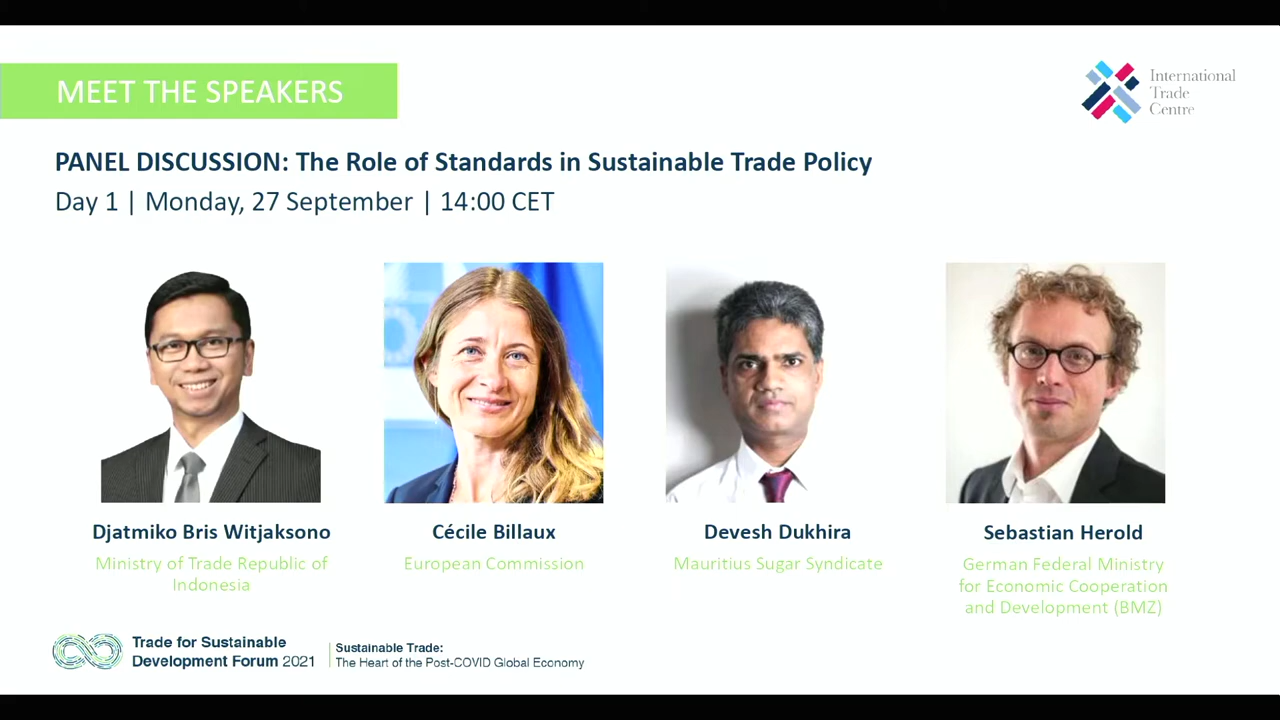 MEET THE SPEAKERS
International
Trade
Centre
PANEL DISCUSSION: The Role of Standards in Sustainable Trade Policy
Day 1 | Monday, 27 September | 14:00 CET
Djatmiko Bris Witjaksono
Ministry of Trade Republic of
Indonesia
Cécile Billaux
European Commission
Devesh Dukhira
Mauritius Sugar Syndicate
Sebastian Herold
German Federal Ministry
for Economic Cooperation
and Development (BMZ)
Trade for Sustainable
Development Forum 2021
Sustainable Trade:
The Heart of the Post-COVID Global Economy